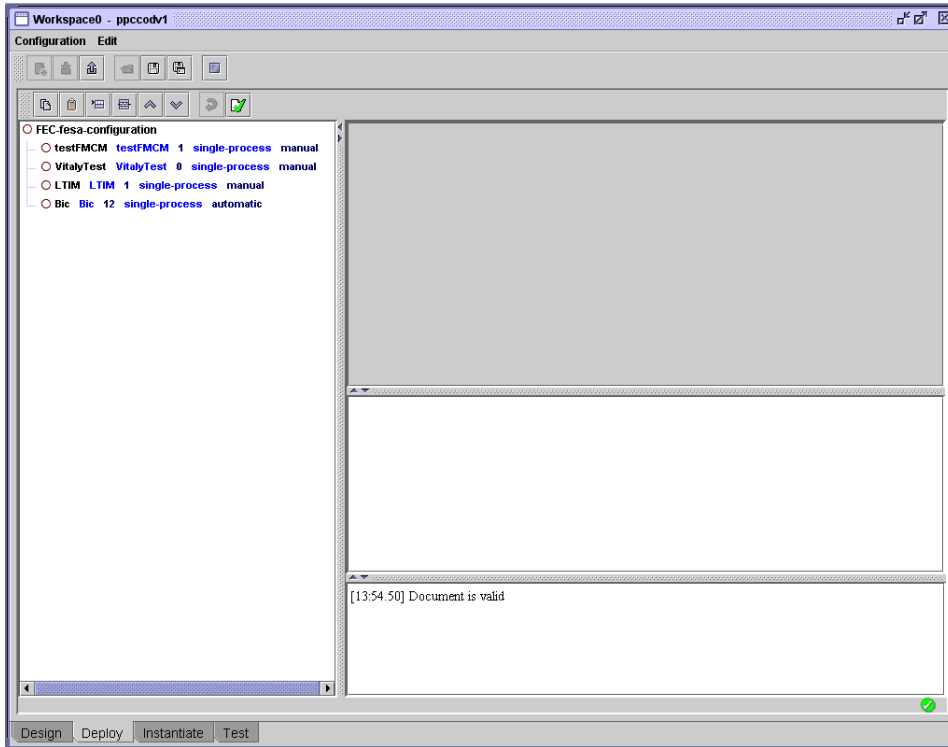 Workspace0 - ppccodv1
Configuration Edit
FEC-fesa-configuration
testFMCM testFMCM 1 single-process manual
VitalyTest VitalyTest 0 single-process manual
LTIM LTIM 1 single-process manual
Bic Bic 12 single-process automatic
[13:54.50] Document is valid
Design Deploy Instantiate Test